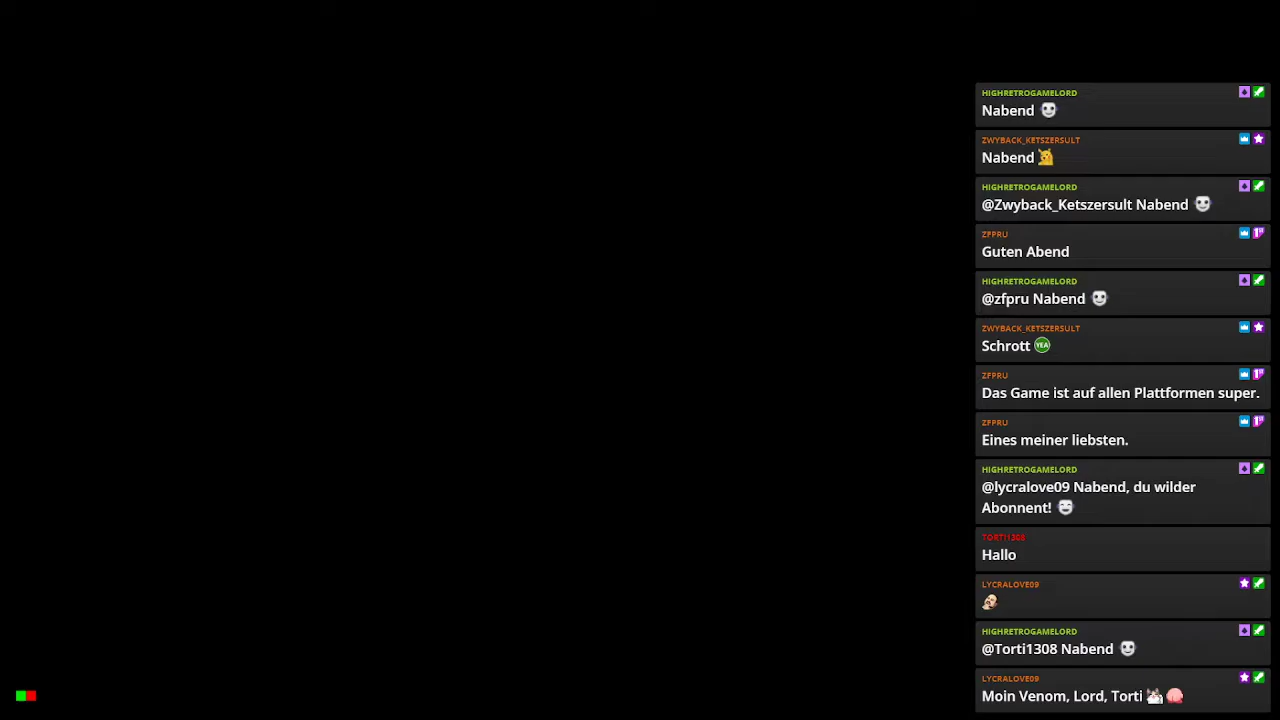 HIGHRETROGAMELORD
Nabend
ZWYBACK_KETSZERSULT
Nabend
HIGHRETROGAMELORD
@Zwyback_Ketszersult Nabend
ZFPRU
Guten Abend
HIGHRETROGAMELORD
@zfpru Nabend
ZWYBACK_KETSZERSULT
Schrott YEA
ZFPRU
Das Game ist auf allen Plattformen super.
ZFPRU
Eines meiner liebsten.
HIGHRETROGAMELORD
@lycralove09 Nabend, du wilder
Abonnent!
TORTI1308
Hallo
LYCRALOVE09
HIGHRETROGAMELORD
@Torti1308 Nabend
LYCRALOVE09
Moin Venom, Lord, Torti